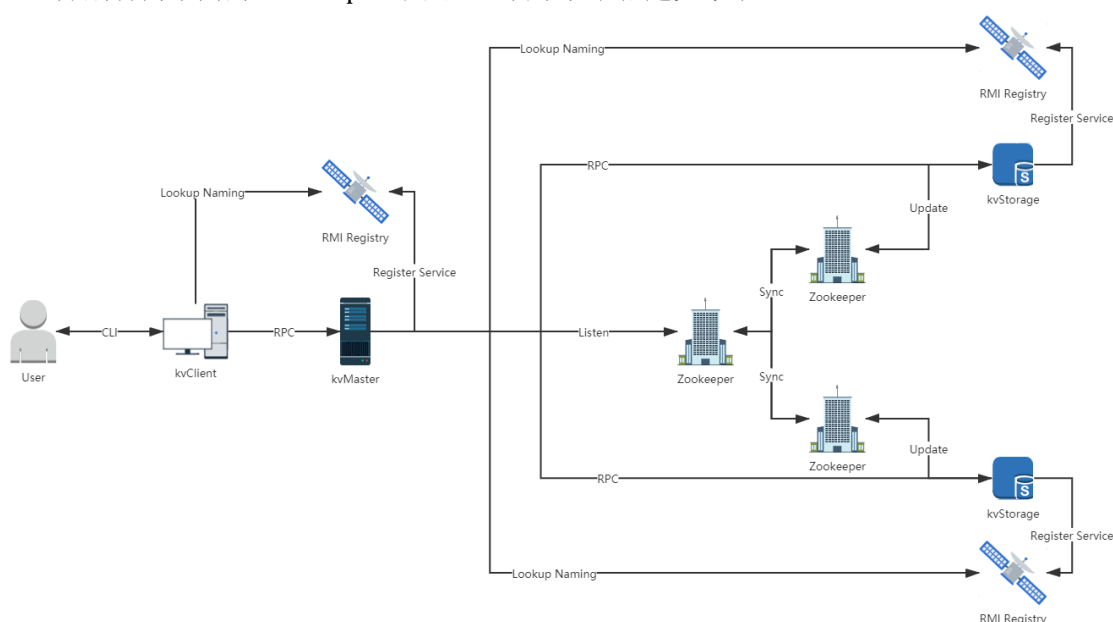 Lookup Naming
RMI Registry
Register Service
RPC
kvStorage
Update
Lookup Naming
RMI Registry
Register Service
Zookeeper
Sync
CLI
RPC
Listen
User
kvClient
kvMaster
Zookeeper
Sync
Zookeeper
Update
RPC
kvStorage
Register Service
Lookup Naming
RMI Registry